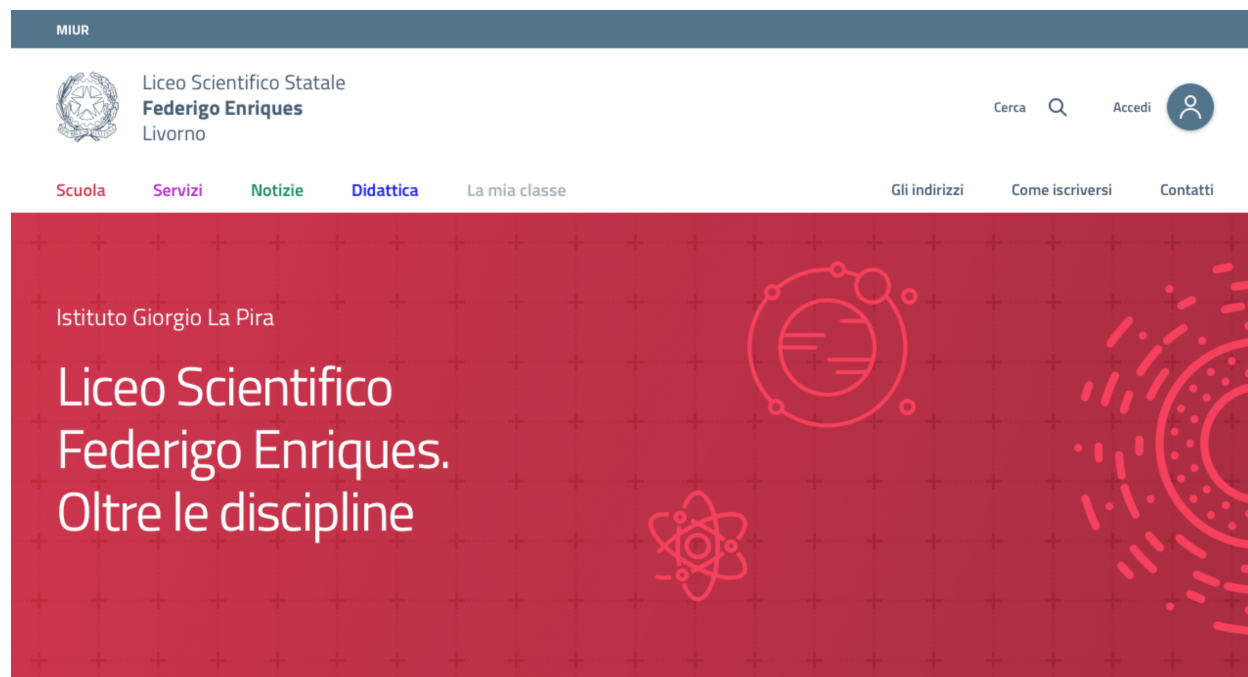 MIUR
Liceo Scientifico Statale
Federigo Enriques
Livorno
Cerca
Accedi
Scuola Servizi Notizie Didattica La mia classe Gli indirizzi Come iscriversi Contatti
Istituto Giorgio La Pira
Liceo Scientifico
Federigo Enriques.
Oltre le discipline